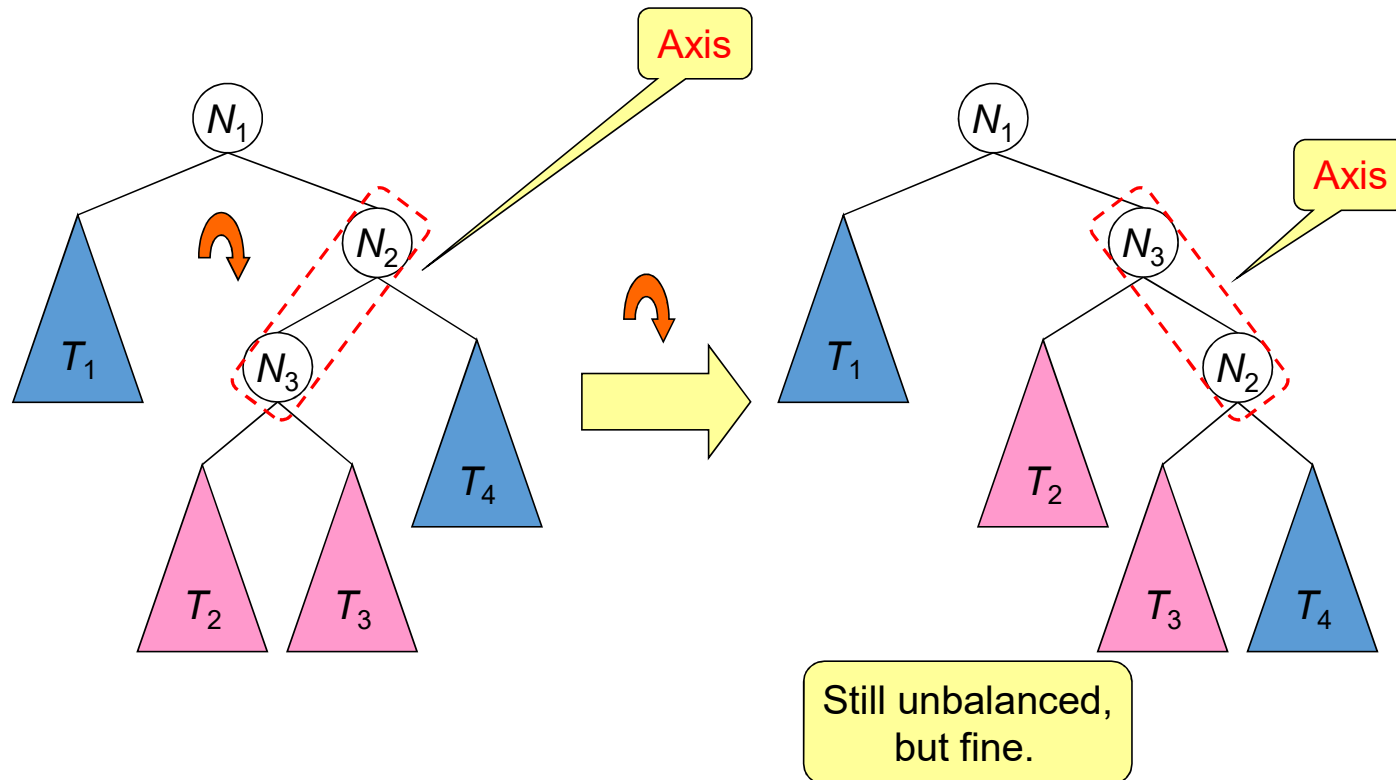 Axis
N1
N1
Axis
N2
N3
T1
N3
T4
T1
N2
T2
T2
T3
T3
T4
Still unbalanced,
but fine.